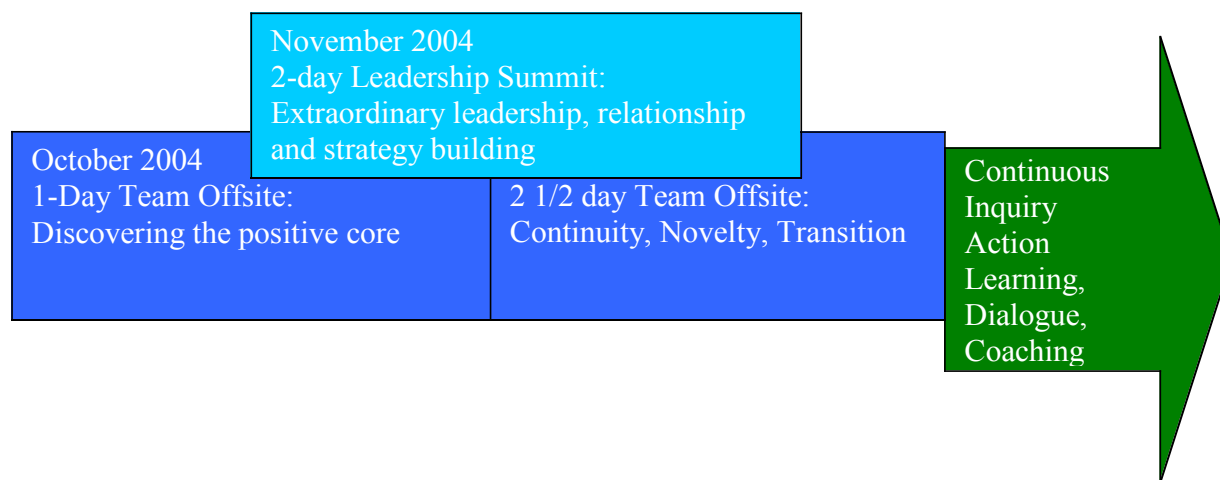 November 2004
2-day Leadership Summit:
Extraordinary leadership, relationship
and strategy building
October 2004
1-Day Team Offsite:
Discovering the positive core
2 1/2 day Team Offsite:
Continuity, Novelty, Transition
Continuous
Inquiry
Action
Learning,
Dialogue,
Coaching